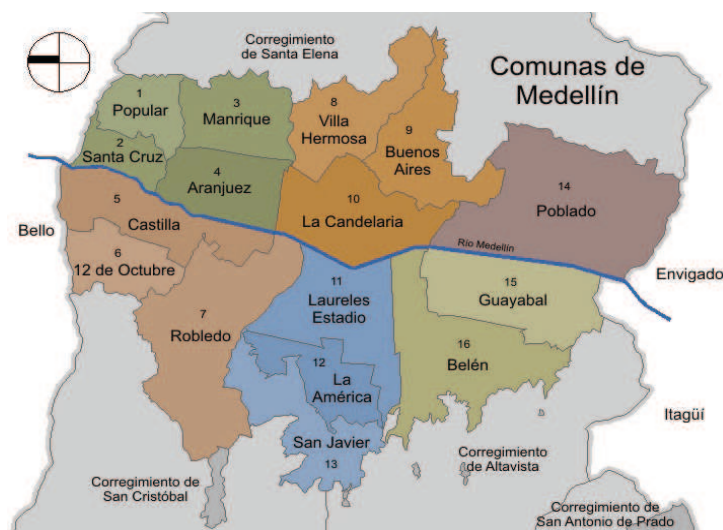 Corregimiento
de Santa Elena
Comunas de
Medellín
1
Popular
2
Santa Cruz
3
Manrique
4
Aranjuez
8
Villa
Hermosa
9
Buenos
Aires
10
La Candelaria
14
Poblado
Río Medellín
Bello
5
Castilla
6
12 de Octubre
7
Robledo
11
Laureles
Estadio
12
La
América
San Javier
13
15
Guayabal
16
Belén
Envigado
Itagüí
Corregimiento de
San Cristóbal
Corregimiento
de Altavista
Corregimiento de
San Antonio de Prado